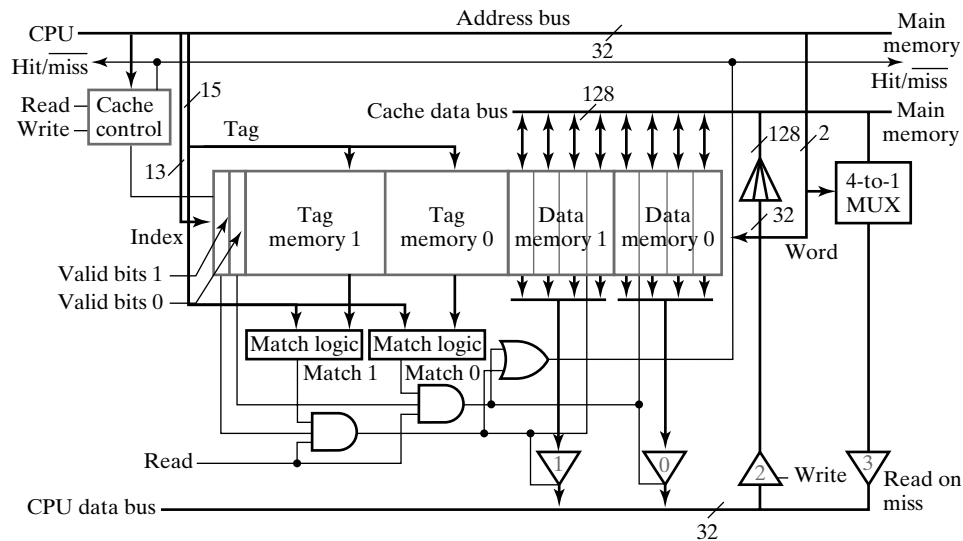 Address bus
CPU
Main
memory
32
Hit/miss
Hit/miss
15
Read
Write
Cache
control
Cache data bus
128
Main
memory
Tag
128
2
13
4-to-1
MUX
Tag
memory 1
Tag
memory 0
Data
memory 1
Data
memory 0
32
Index
Word
Valid bits 1
Valid bits 0
Match logic
Match logic
Match 1
Match 0
Read
1
0
2
Write
3
Read on
miss
CPU data bus
32